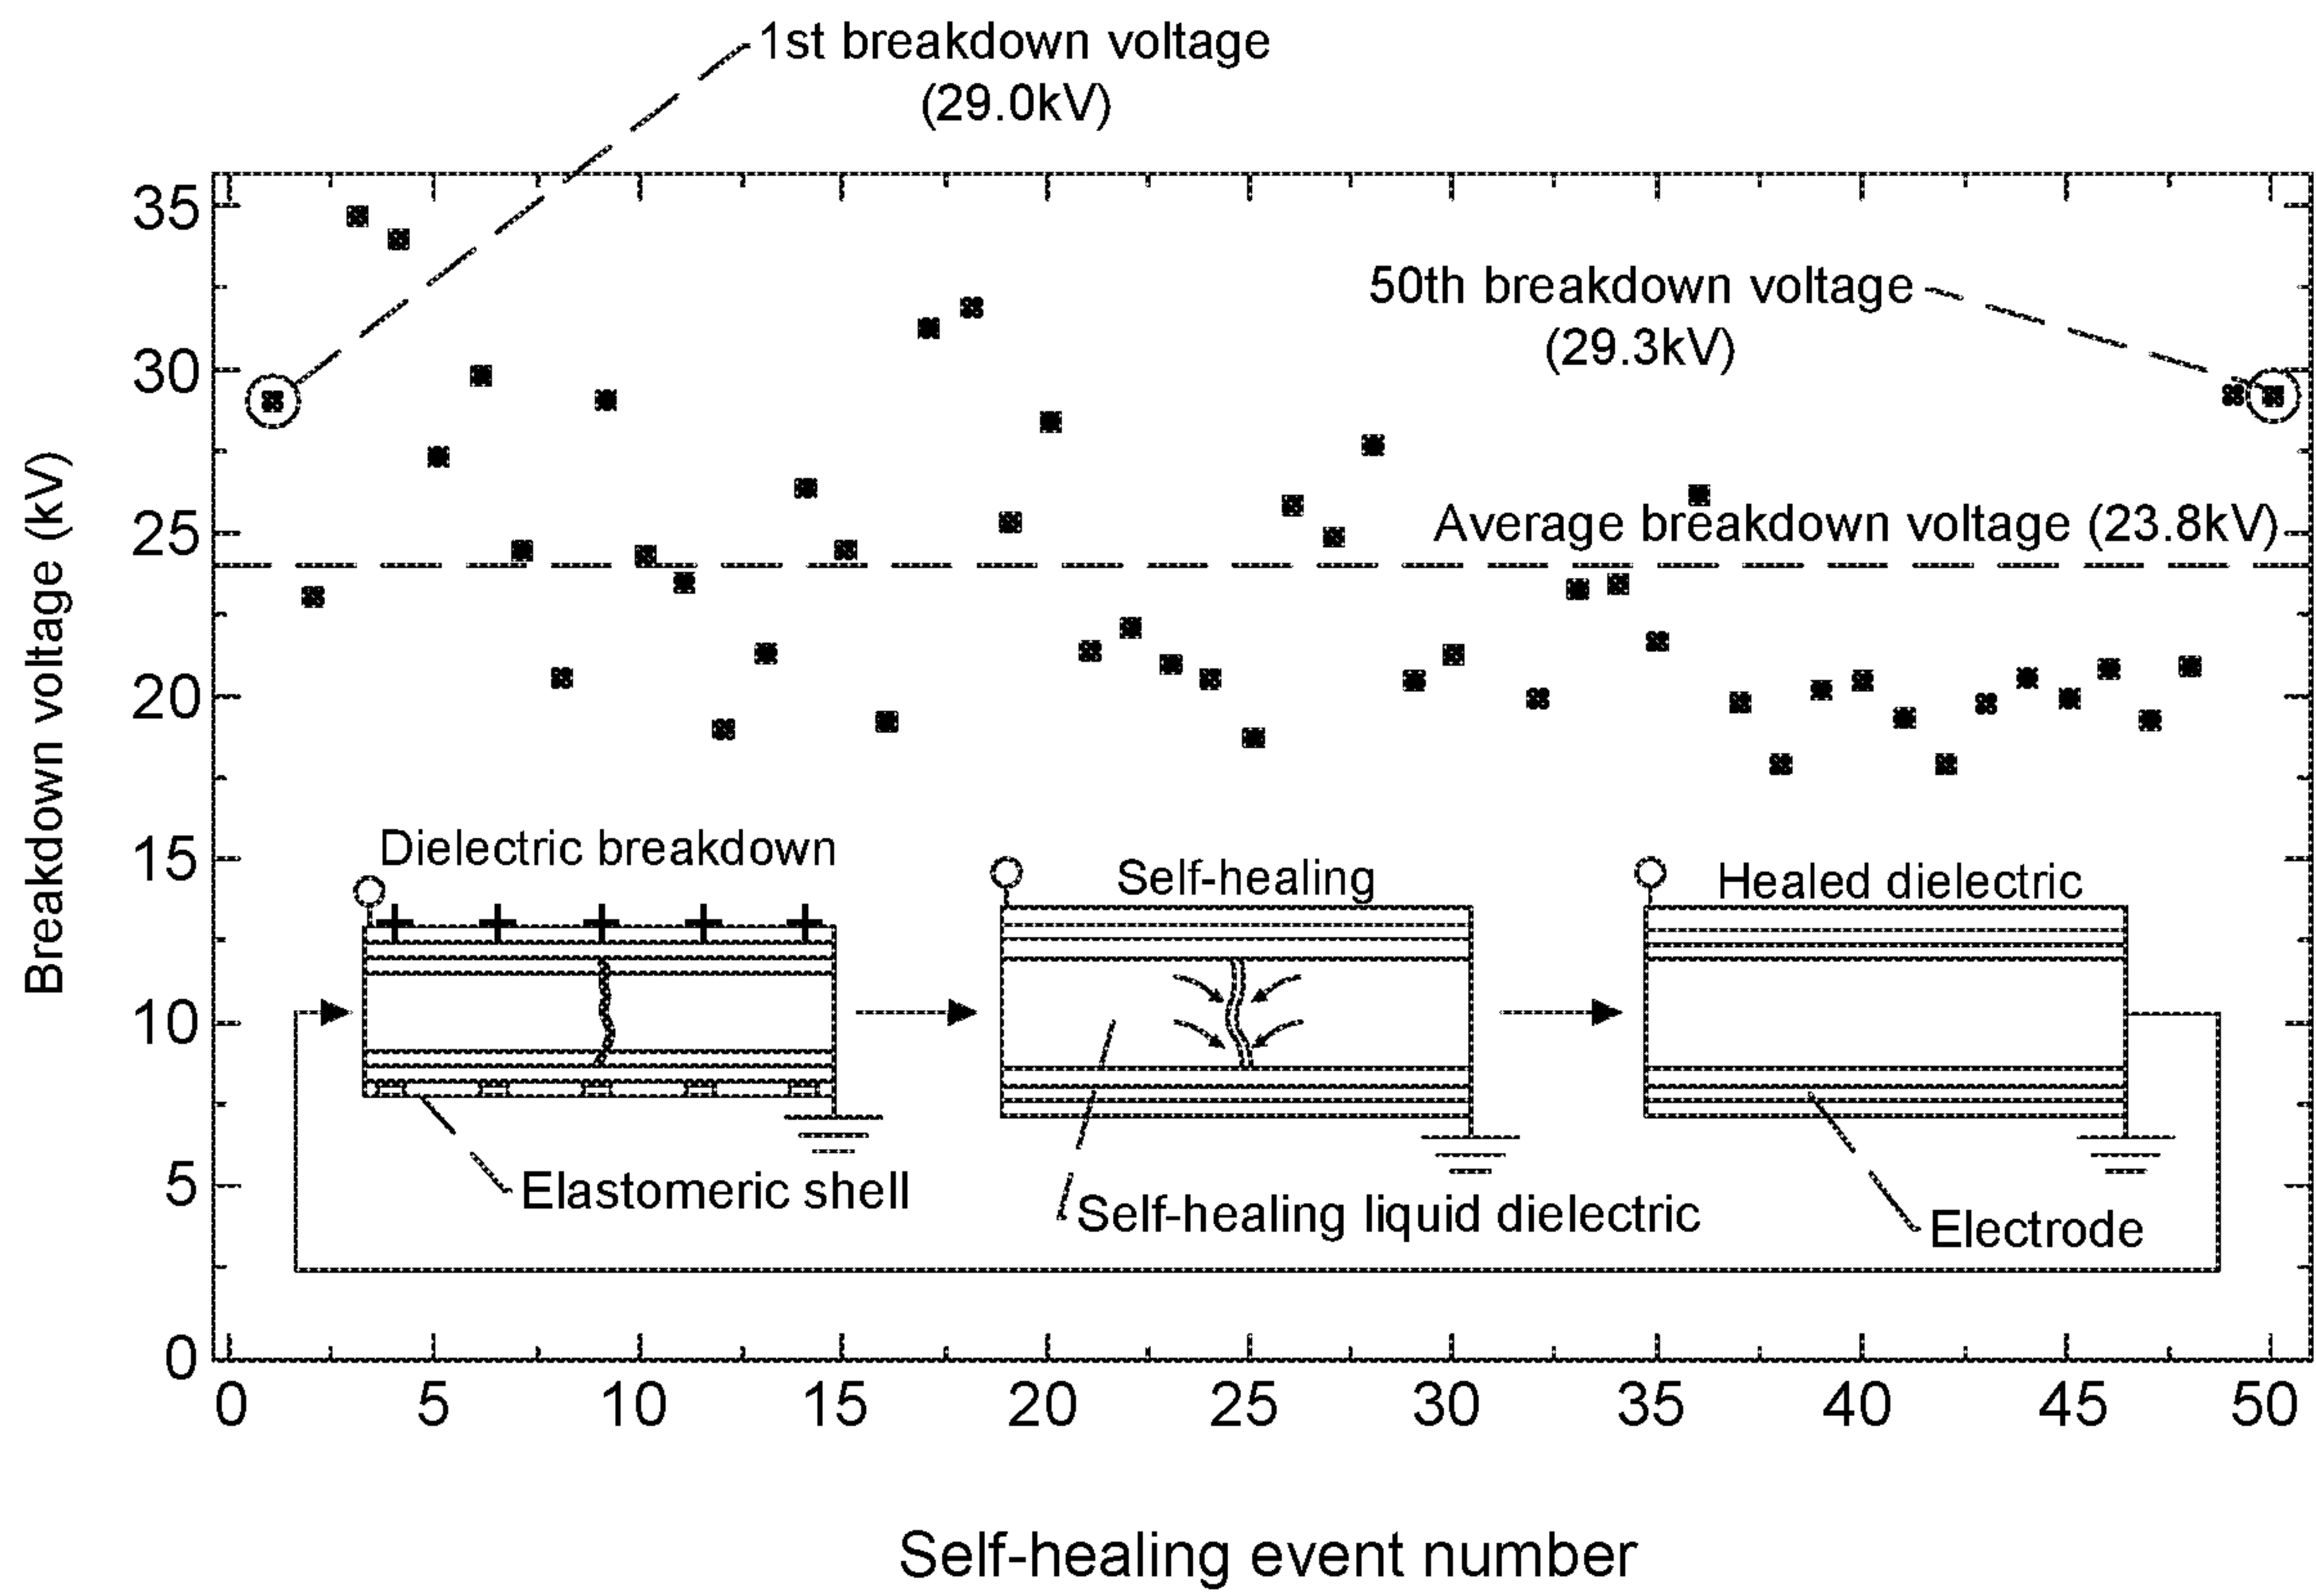 1st breakdown voltage
(29.0kV)
50th breakdown voltage
(29.3kV)
Average breakdown voltage (23.8kV)
Breakdown voltage (kV)
35
30
25
20
15
10
5
0
Dielectric breakdown
Self-healing
Healed dielectric
Elastomeric shell
Self-healing liquid dielectric
Electrode
0 5 10 15 20 25 30 35 40 45 50
Self-healing event number